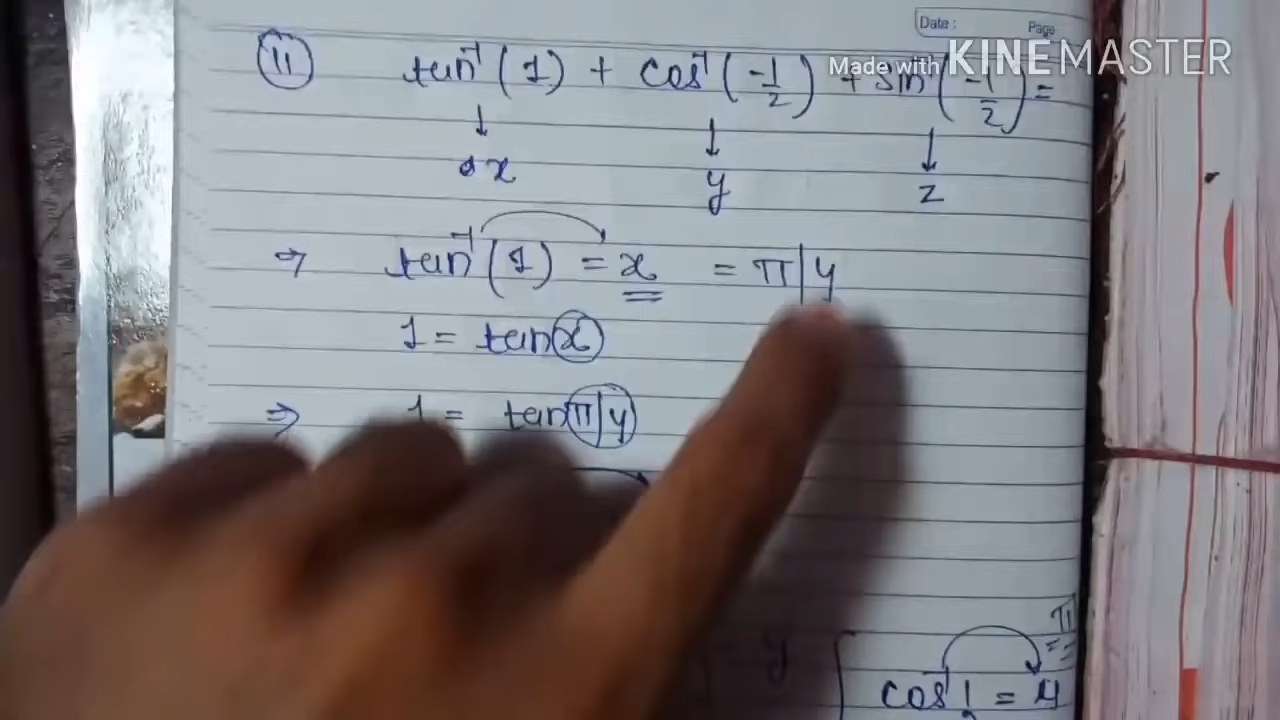 Date : Page
Made with KINEMASTER
11 tan⁻¹(1) + cos⁻¹(-1/2) + sin⁻¹(-1/2) =
x y z
⇒ tan⁻¹(1) = x = π/4
1 = tan x
⇒ 1 = tan π/4
y
π
cos⁻¹ 1 = y